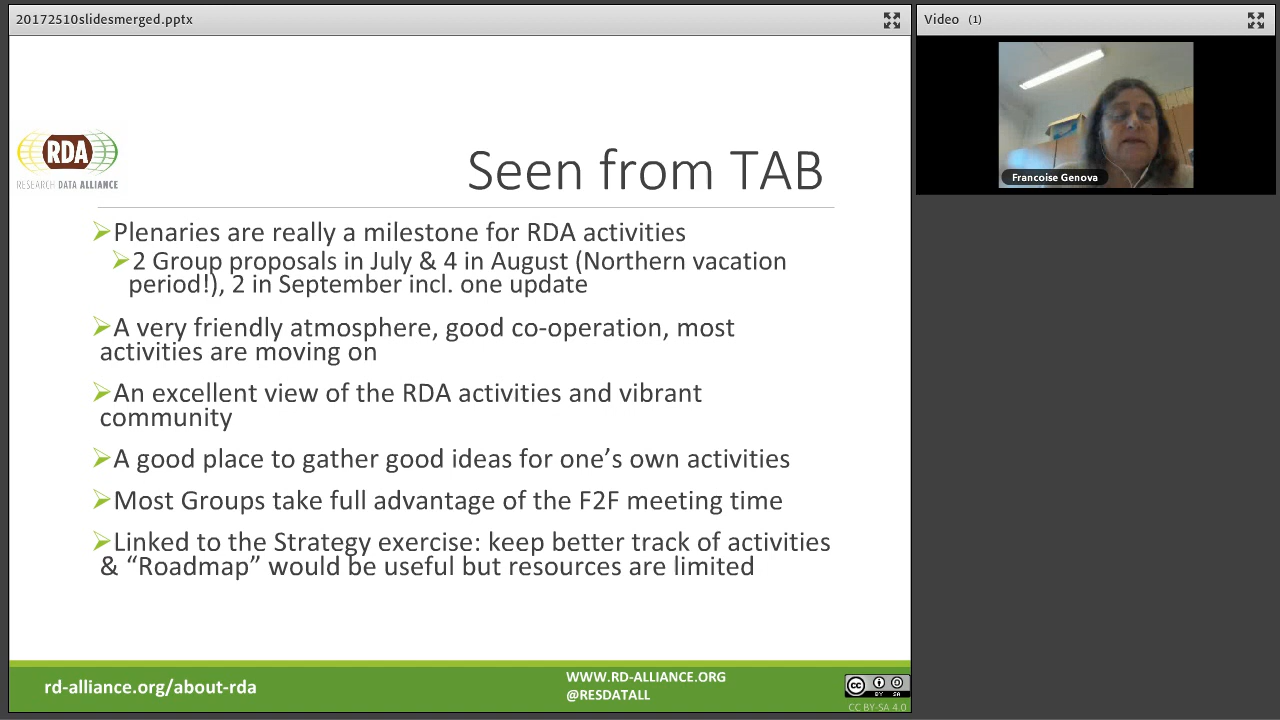 20172510slidesmerged.pptx
Video (1)
Francoise Genova
RDA
RESEARCH DATA ALLIANCE
Seen from TAB
Plenaries are really a milestone for RDA activities
2 Group proposals in July & 4 in August (Northern vacation
period!), 2 in September incl. one update
A very friendly atmosphere, good co-operation, most
activities are moving on
An excellent view of the RDA activities and vibrant
community
A good place to gather good ideas for one’s own activities
Most Groups take full advantage of the F2F meeting time
Linked to the Strategy exercise: keep better track of activities
& “Roadmap” would be useful but resources are limited
rd-alliance.org/about-rda
WWW.RD-ALLIANCE.ORG
@RESDATALL
cc BY SA
CC BY-SA 4.0